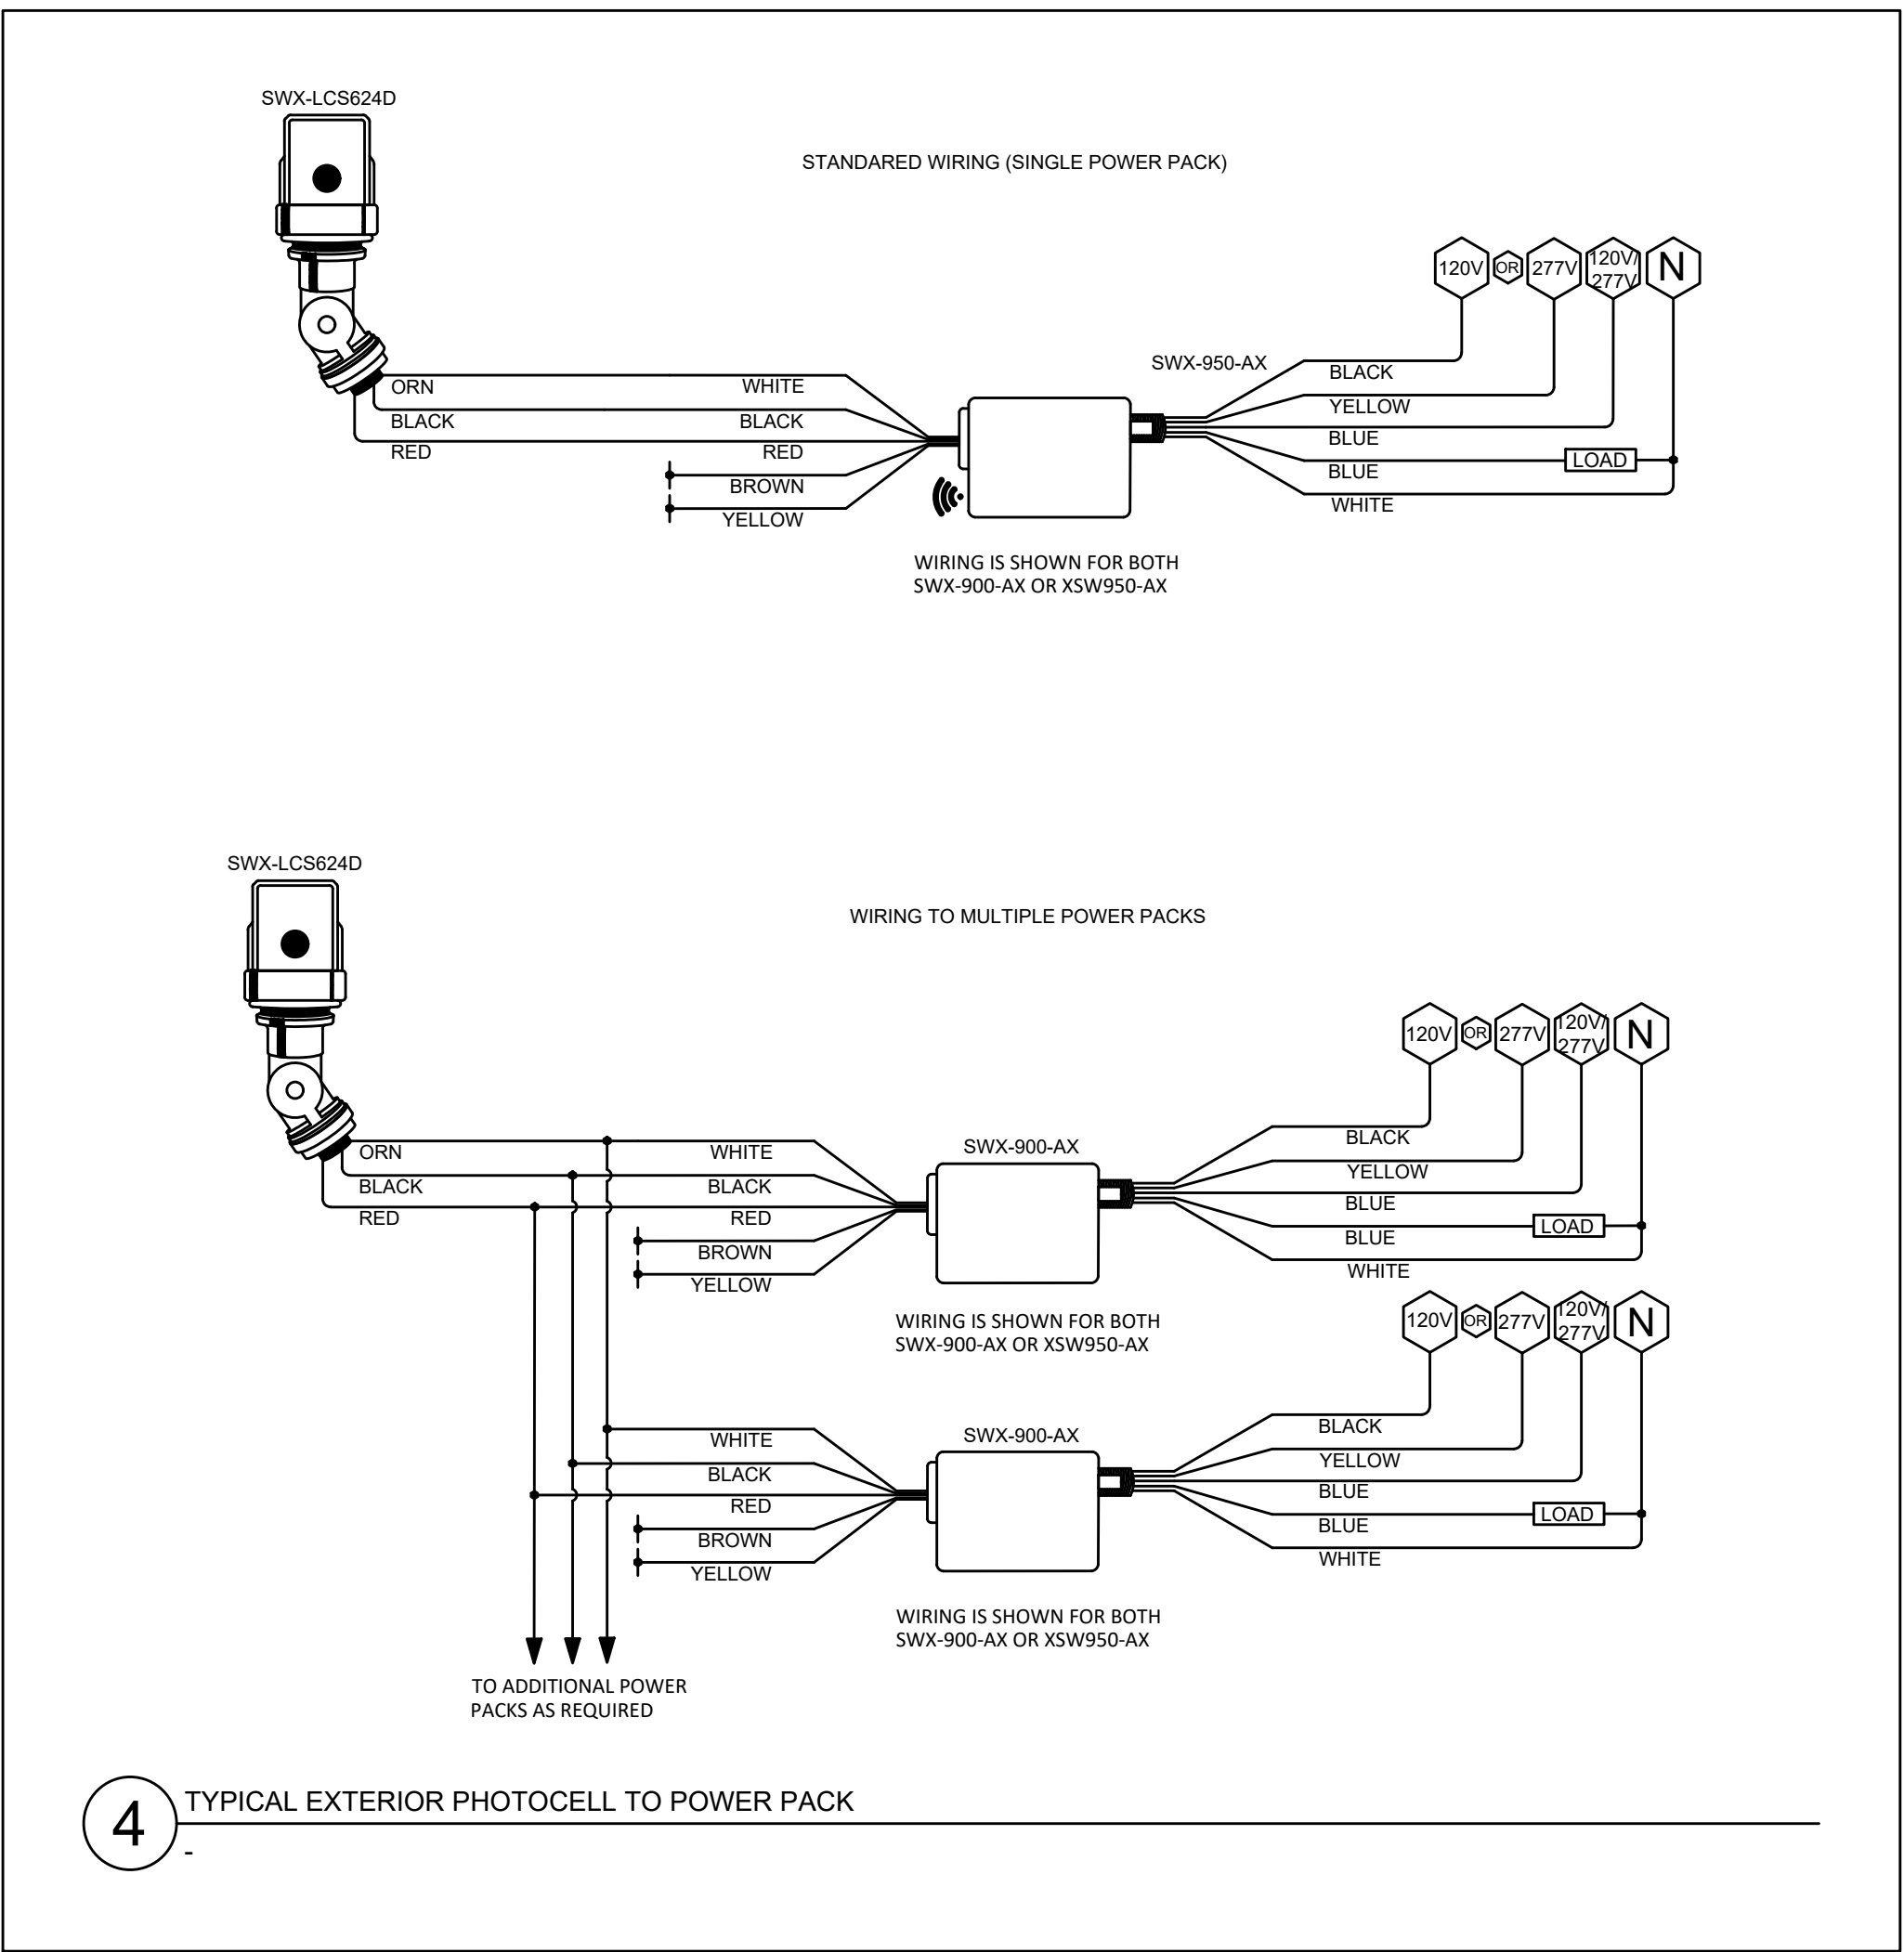 SWX-LCS624D
STANDARED WIRING (SINGLE POWER PACK)
120V
OR
277V
120V/
277V
N
SWX-950-AX
ORN
WHITE
BLACK
BLACK
BLACK
YELLOW
RED
RED
BLUE
LOAD
BROWN
BLUE
YELLOW
WHITE
WIRING IS SHOWN FOR BOTH
SWX-900-AX OR XSW950-AX
SWX-LCS624D
WIRING TO MULTIPLE POWER PACKS
120V
OR
277V
120V/
277V
N
ORN
WHITE
SWX-900-AX
BLACK
BLACK
BLACK
YELLOW
RED
RED
BLUE
LOAD
BROWN
BLUE
YELLOW
WHITE
WIRING IS SHOWN FOR BOTH
SWX-900-AX OR XSW950-AX
120V
OR
277V
120V/
277V
N
WHITE
SWX-900-AX
BLACK
BLACK
YELLOW
RED
BLUE
LOAD
BROWN
BLUE
YELLOW
WHITE
WIRING IS SHOWN FOR BOTH
SWX-900-AX OR XSW950-AX
TO ADDITIONAL POWER
PACKS AS REQUIRED
4
TYPICAL EXTERIOR PHOTOCELL TO POWER PACK
-